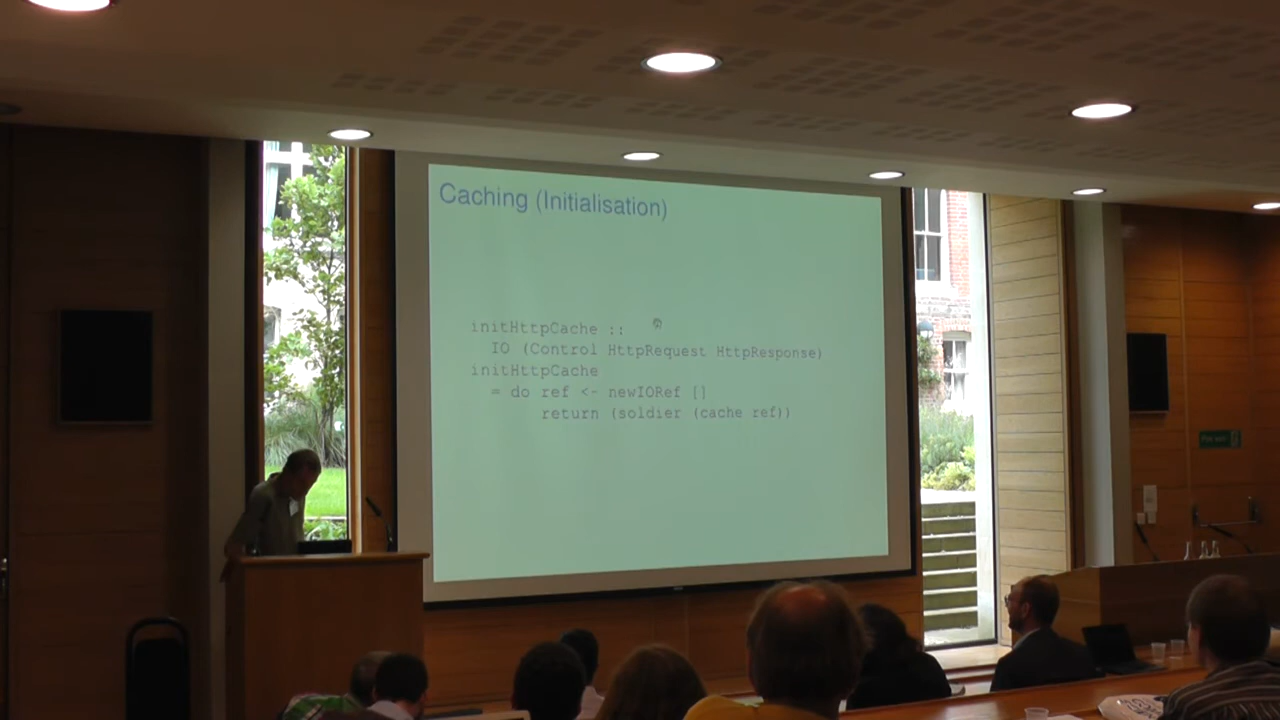 Caching (Initialisation)
initHttpCache ::
IO (Control HttpRequest HttpResponse)
initHttpCache
= do ref <- newIORef []
return (soldier (cache ref))